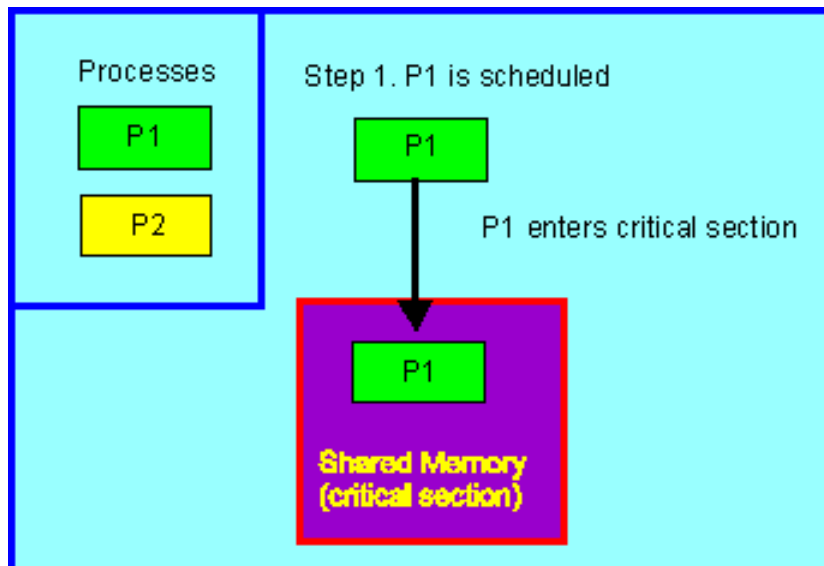 Processes
P1
P2
Step 1. P1 is scheduled
P1
P1 enters critical section
P1
Shared Memory
(critical section)